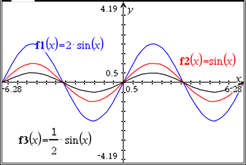 4.19
y
f1(x)=2·sin(x)
f2(x)=sin(x)
0.5
x
-6.28
0.5
6.28
f3(x)=1/2·sin(x)
-4.19